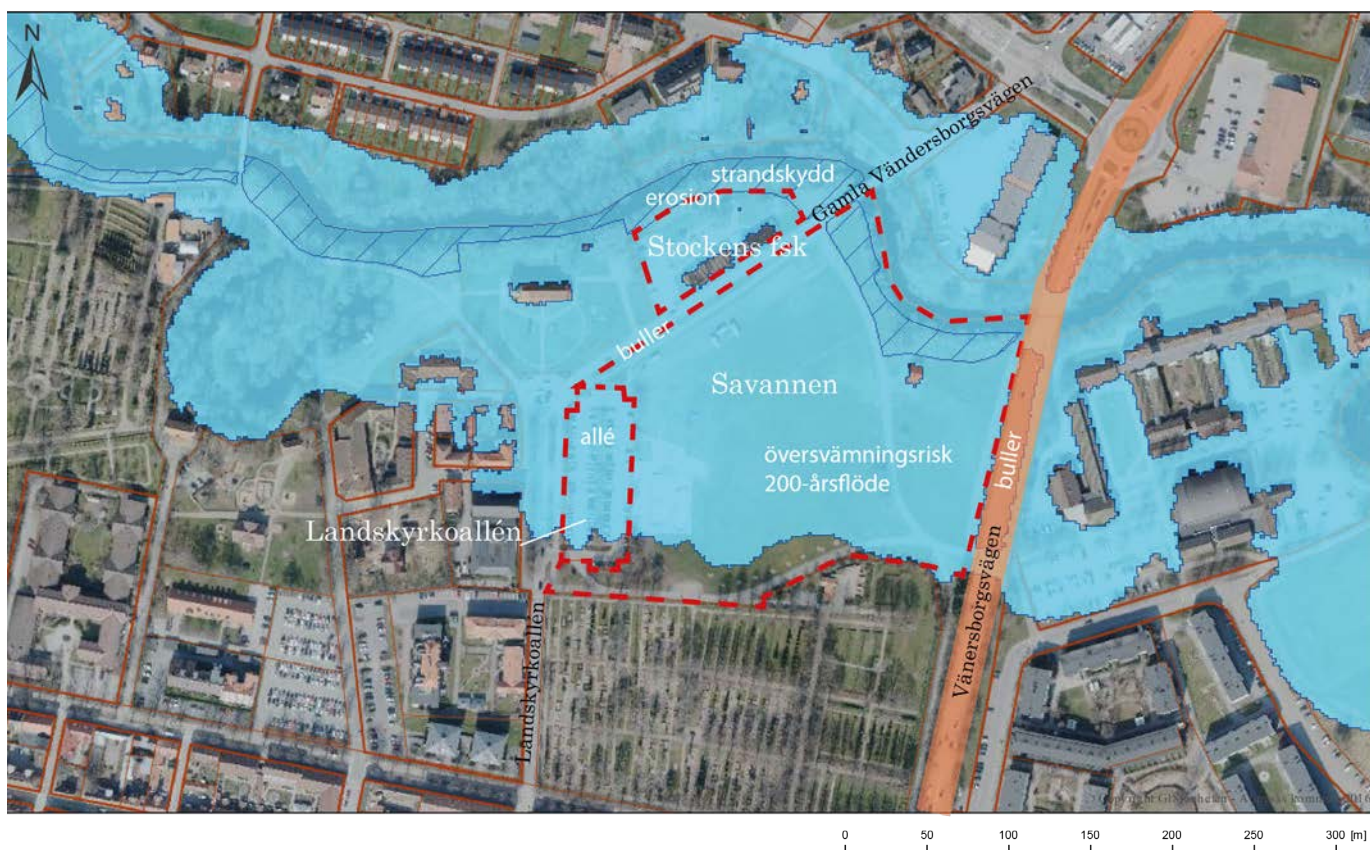 N
strandskydd
erosion
Gamla Vändersborgsvägen
Stockens fsk
buller
Savannen
allé
översvämningsrisk
200-årsflöde
buller
Landskyrkoallén
Landskyrkoallén
Vänersborgsvägen
0 50 100 150 200 250 300 [m]